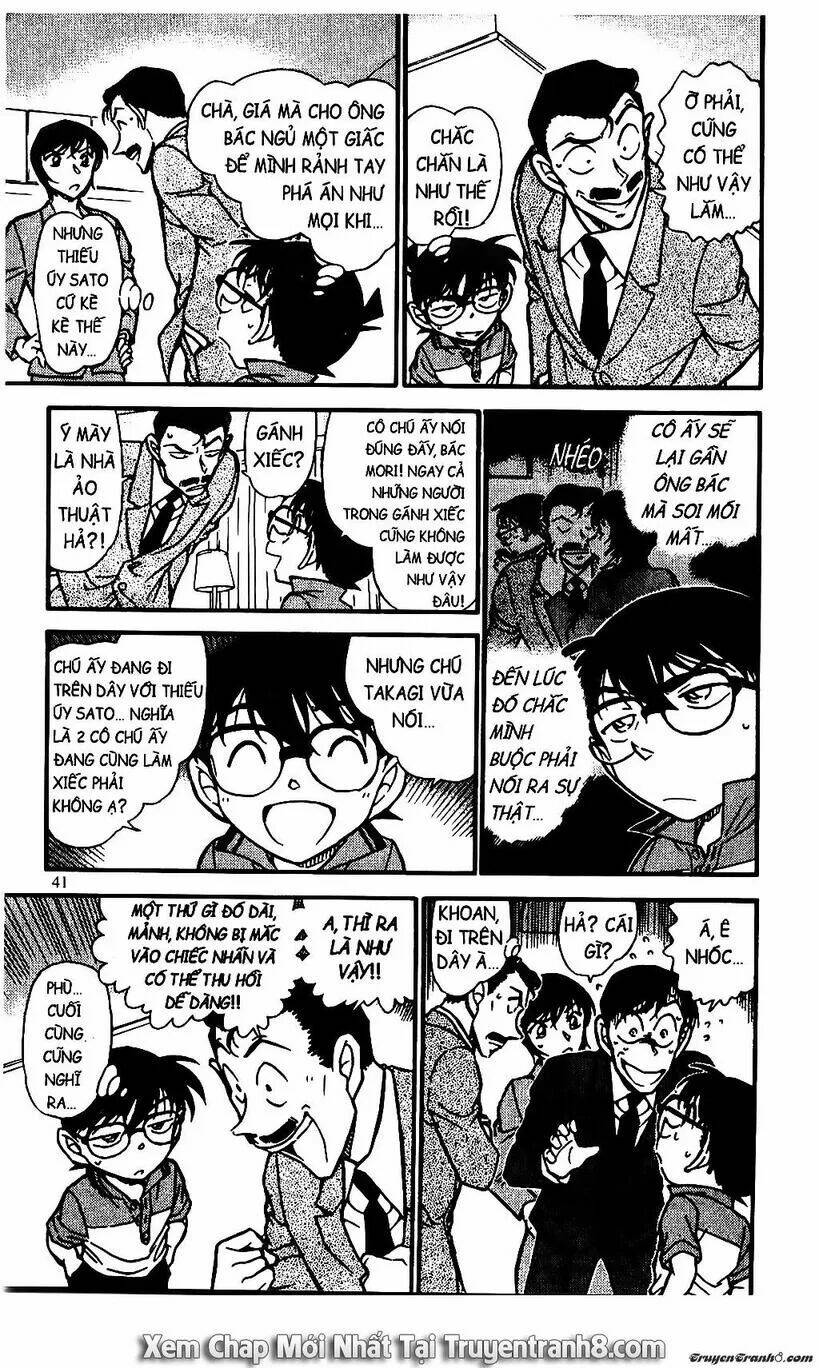 Ờ PHẢI,
CŨNG
CÓ THỂ
NHƯ VẬY
LẮM...
CHẮC
CHẮN LÀ
NHƯ THẾ
RỒI!
CHÀ, GIÁ MÀ CHO ÔNG
BÁC NGỦ MỘT GIẤC
ĐỂ MÌNH RẢNH TAY
PHÁ ÁN NHƯ
MỌI KHI...
NHƯNG
THIẾU
ÚY SATO
CỨ KÈ
KÈ THẾ
NÀY...
CÔ ẤY SẼ
LẠI GẦN
ÔNG BÁC
MÀ SOI MÓI
MẤT...
NHÉO
ĐẾN LÚC
ĐÓ CHẮC
MÌNH
BUỘC PHẢI
NÓI RA SỰ
THẬT...
CÔ CHÚ ẤY NÓI
ĐÚNG ĐẤY, BÁC
MORI! NGAY CẢ
NHỮNG NGƯỜI
TRONG GÁNH XIẾC
CŨNG KHÔNG
LÀM ĐƯỢC
NHƯ VẬY
ĐÂU!
GÁNH
XIẾC?
Ý MÀY
LÀ NHÀ
ẢO
THUẬT
HẢ?!
NHƯNG CHÚ
TAKAGI VỪA
NÓI...
CHÚ ẤY ĐANG ĐI
TRÊN DÂY VỚI THIẾU
ÚY SATO... NGHĨA
LÀ 2 CÔ CHÚ ẤY
ĐANG CÙNG LÀM
XIẾC PHẢI
KHÔNG Ạ?
41
Á, Ê
NHÓC...
HẢ? CÁI
GÌ?
KHOAN,
ĐI TRÊN
DÂY À...
A, THÌ RA
LÀ NHƯ
VẬY!!
MỘT THỨ GÌ ĐÓ DÀI,
MẢNH, KHÔNG BỊ MẮC
VÀO CHIẾC NHẪN VÀ
CÓ THỂ THU HỒI
DỄ DÀNG!!
PHÙ...
CUỐI
CÙNG
CŨNG
NGHĨ
RA...
Xem Chap Mới Nhất Tại Truyentranh8.com
TruyenTranh8.com